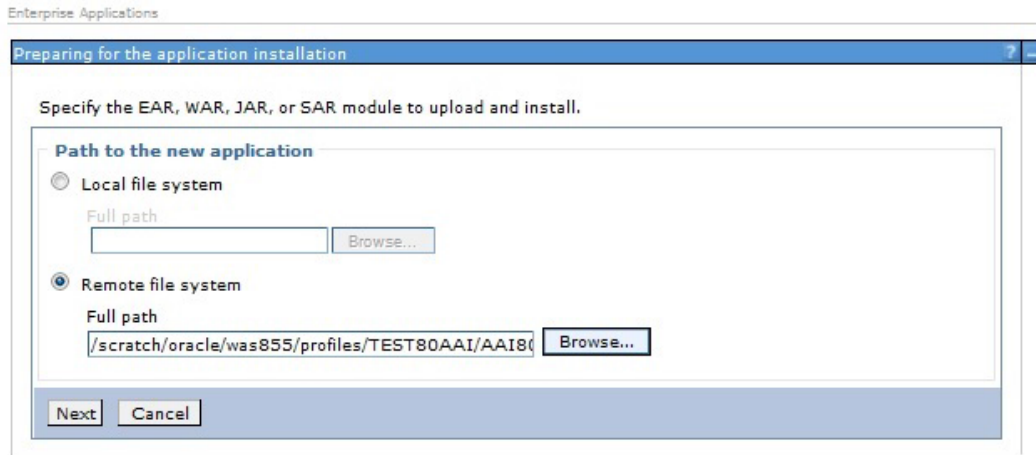 Enterprise Applications
Preparing for the application installation ? –
Specify the EAR, WAR, JAR, or SAR module to upload and install.
Path to the new application
Local file system
Full path
Browse...
Remote file system
Full path
/scratch/oracle/was855/profiles/TEST80AAI/AAI80 Browse...
Next Cancel